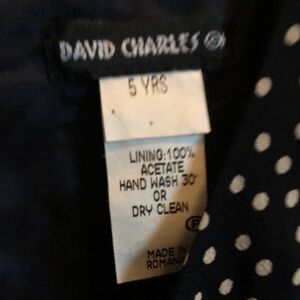 DAVID CHARLES ®
5 YRS
LINING:100%
ACETATE
HAND WASH 30°
OR
DRY CLEAN
P
MADE IN
ROMANIA